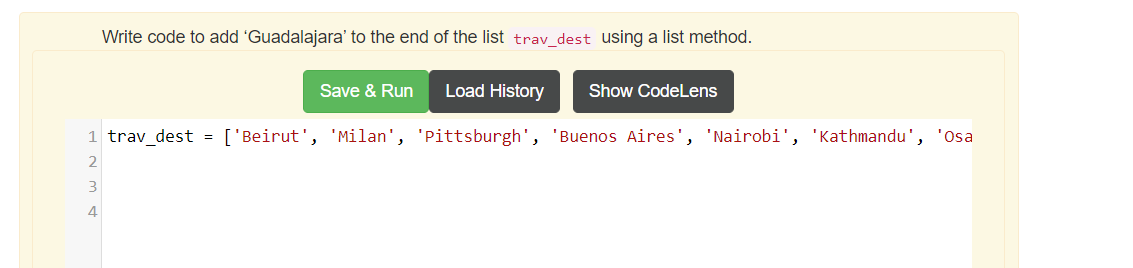 Write code to add ‘Guadalajara’ to the end of the list trav_dest using a list method.
Save & Run Load History Show CodeLens
1 trav_dest = ['Beirut', 'Milan', 'Pittsburgh', 'Buenos Aires', 'Nairobi', 'Kathmandu', 'Osa
2
3
4